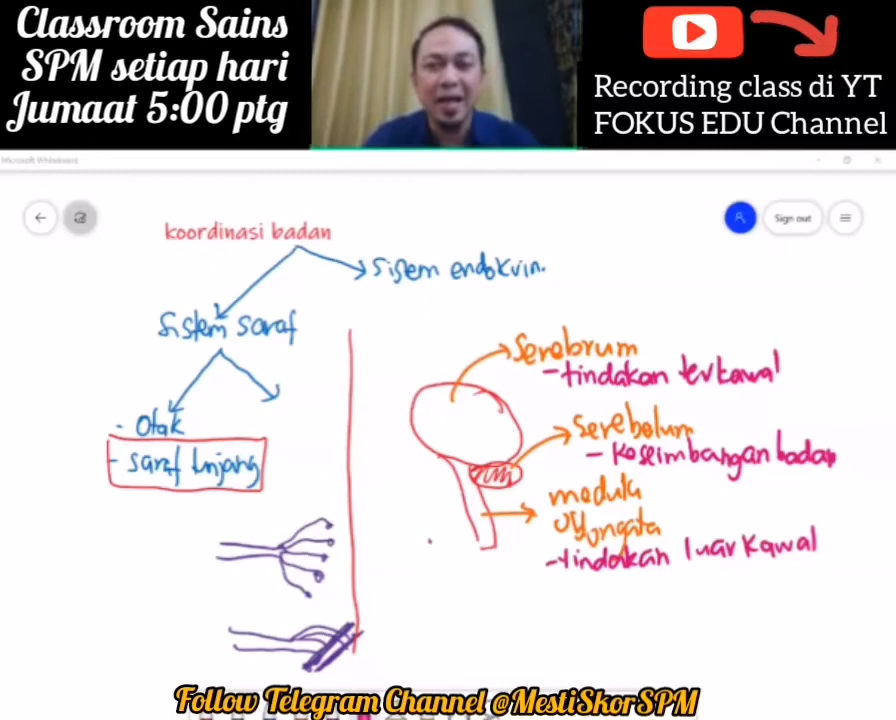 Classroom Sains
SPM setiap hari
Jumaat 5:00 ptg
Recording class di YT
FOKUS EDU Channel
Microsoft Whiteboard
Sign out
koordinasi badan
sistem endokrin.
sistem saraf
- Otak
- saraf tunjang
serebrum
- tindakan terkawal
serebelum
- keseimbangan badan
medula
oblongata
- tindakan luar kawal
Follow Telegram Channel @MestiSkorSPM